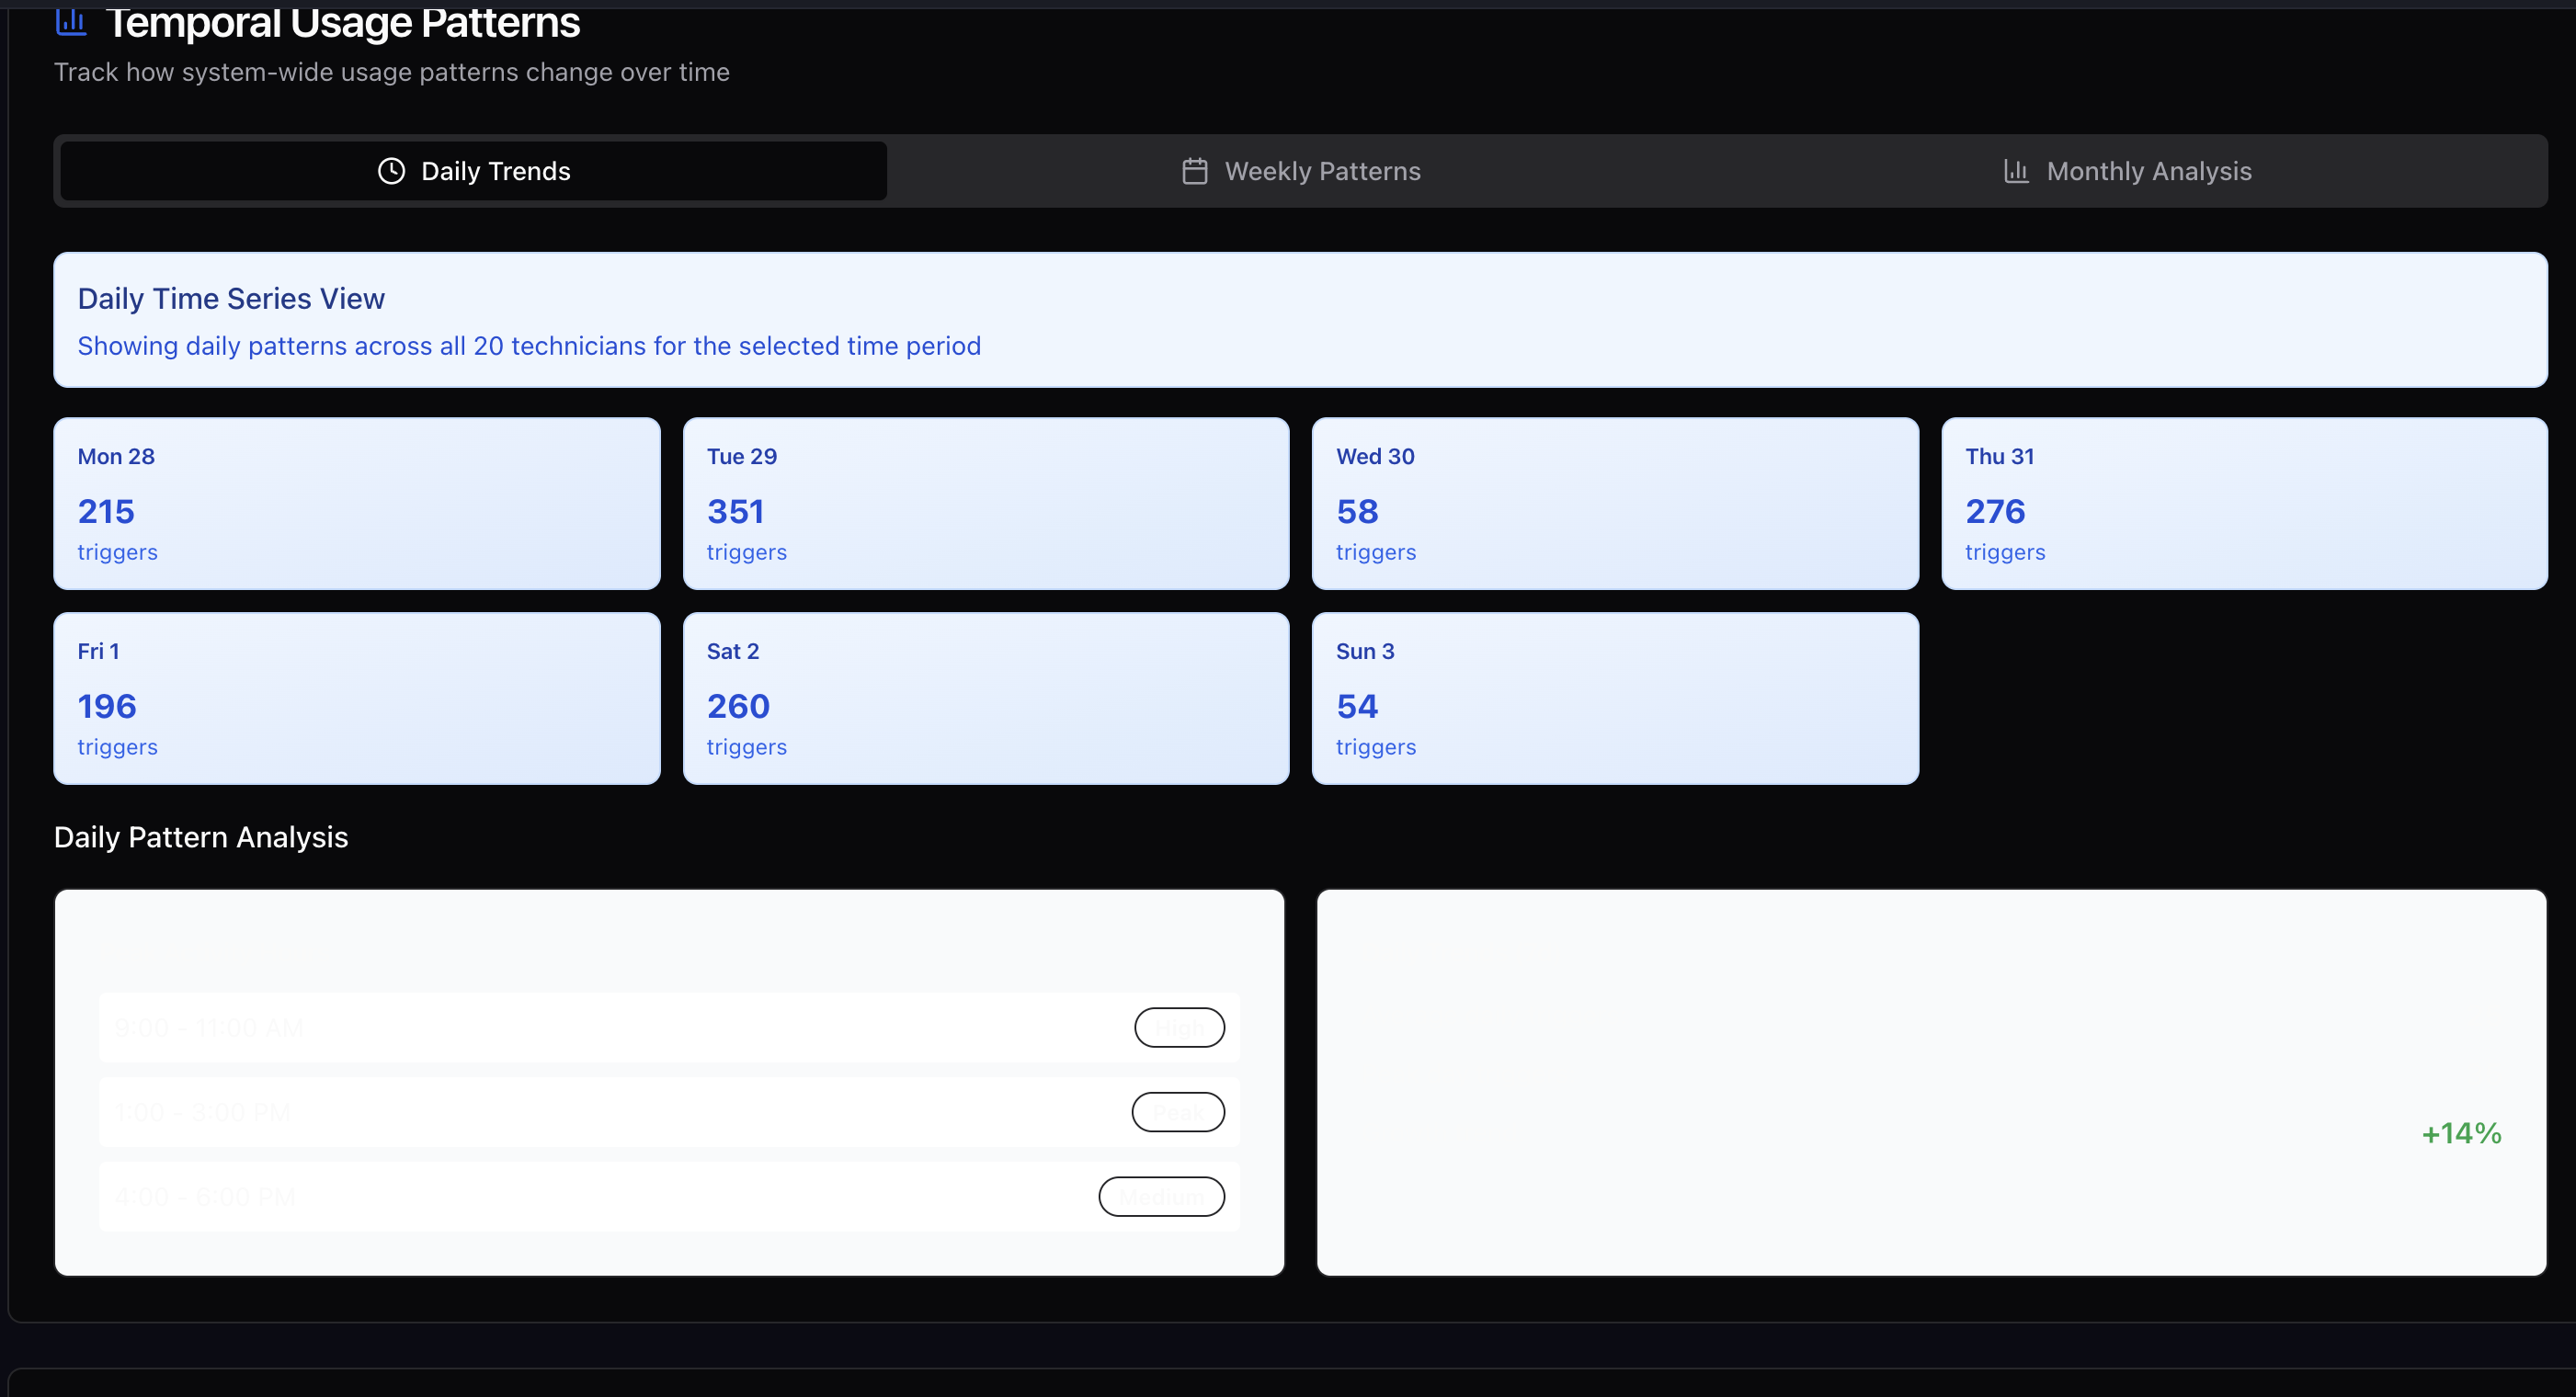 Temporal Usage Patterns
Track how system-wide usage patterns change over time
Daily Trends
Weekly Patterns
Monthly Analysis
Daily Time Series View
Showing daily patterns across all 20 technicians for the selected time period
Mon 28
215
triggers
Tue 29
351
triggers
Wed 30
58
triggers
Thu 31
276
triggers
Fri 1
196
triggers
Sat 2
260
triggers
Sun 3
54
triggers
Daily Pattern Analysis
9:00 - 11:00 AM
High
1:00 - 3:00 PM
Peak
4:00 - 6:00 PM
Medium
+14%